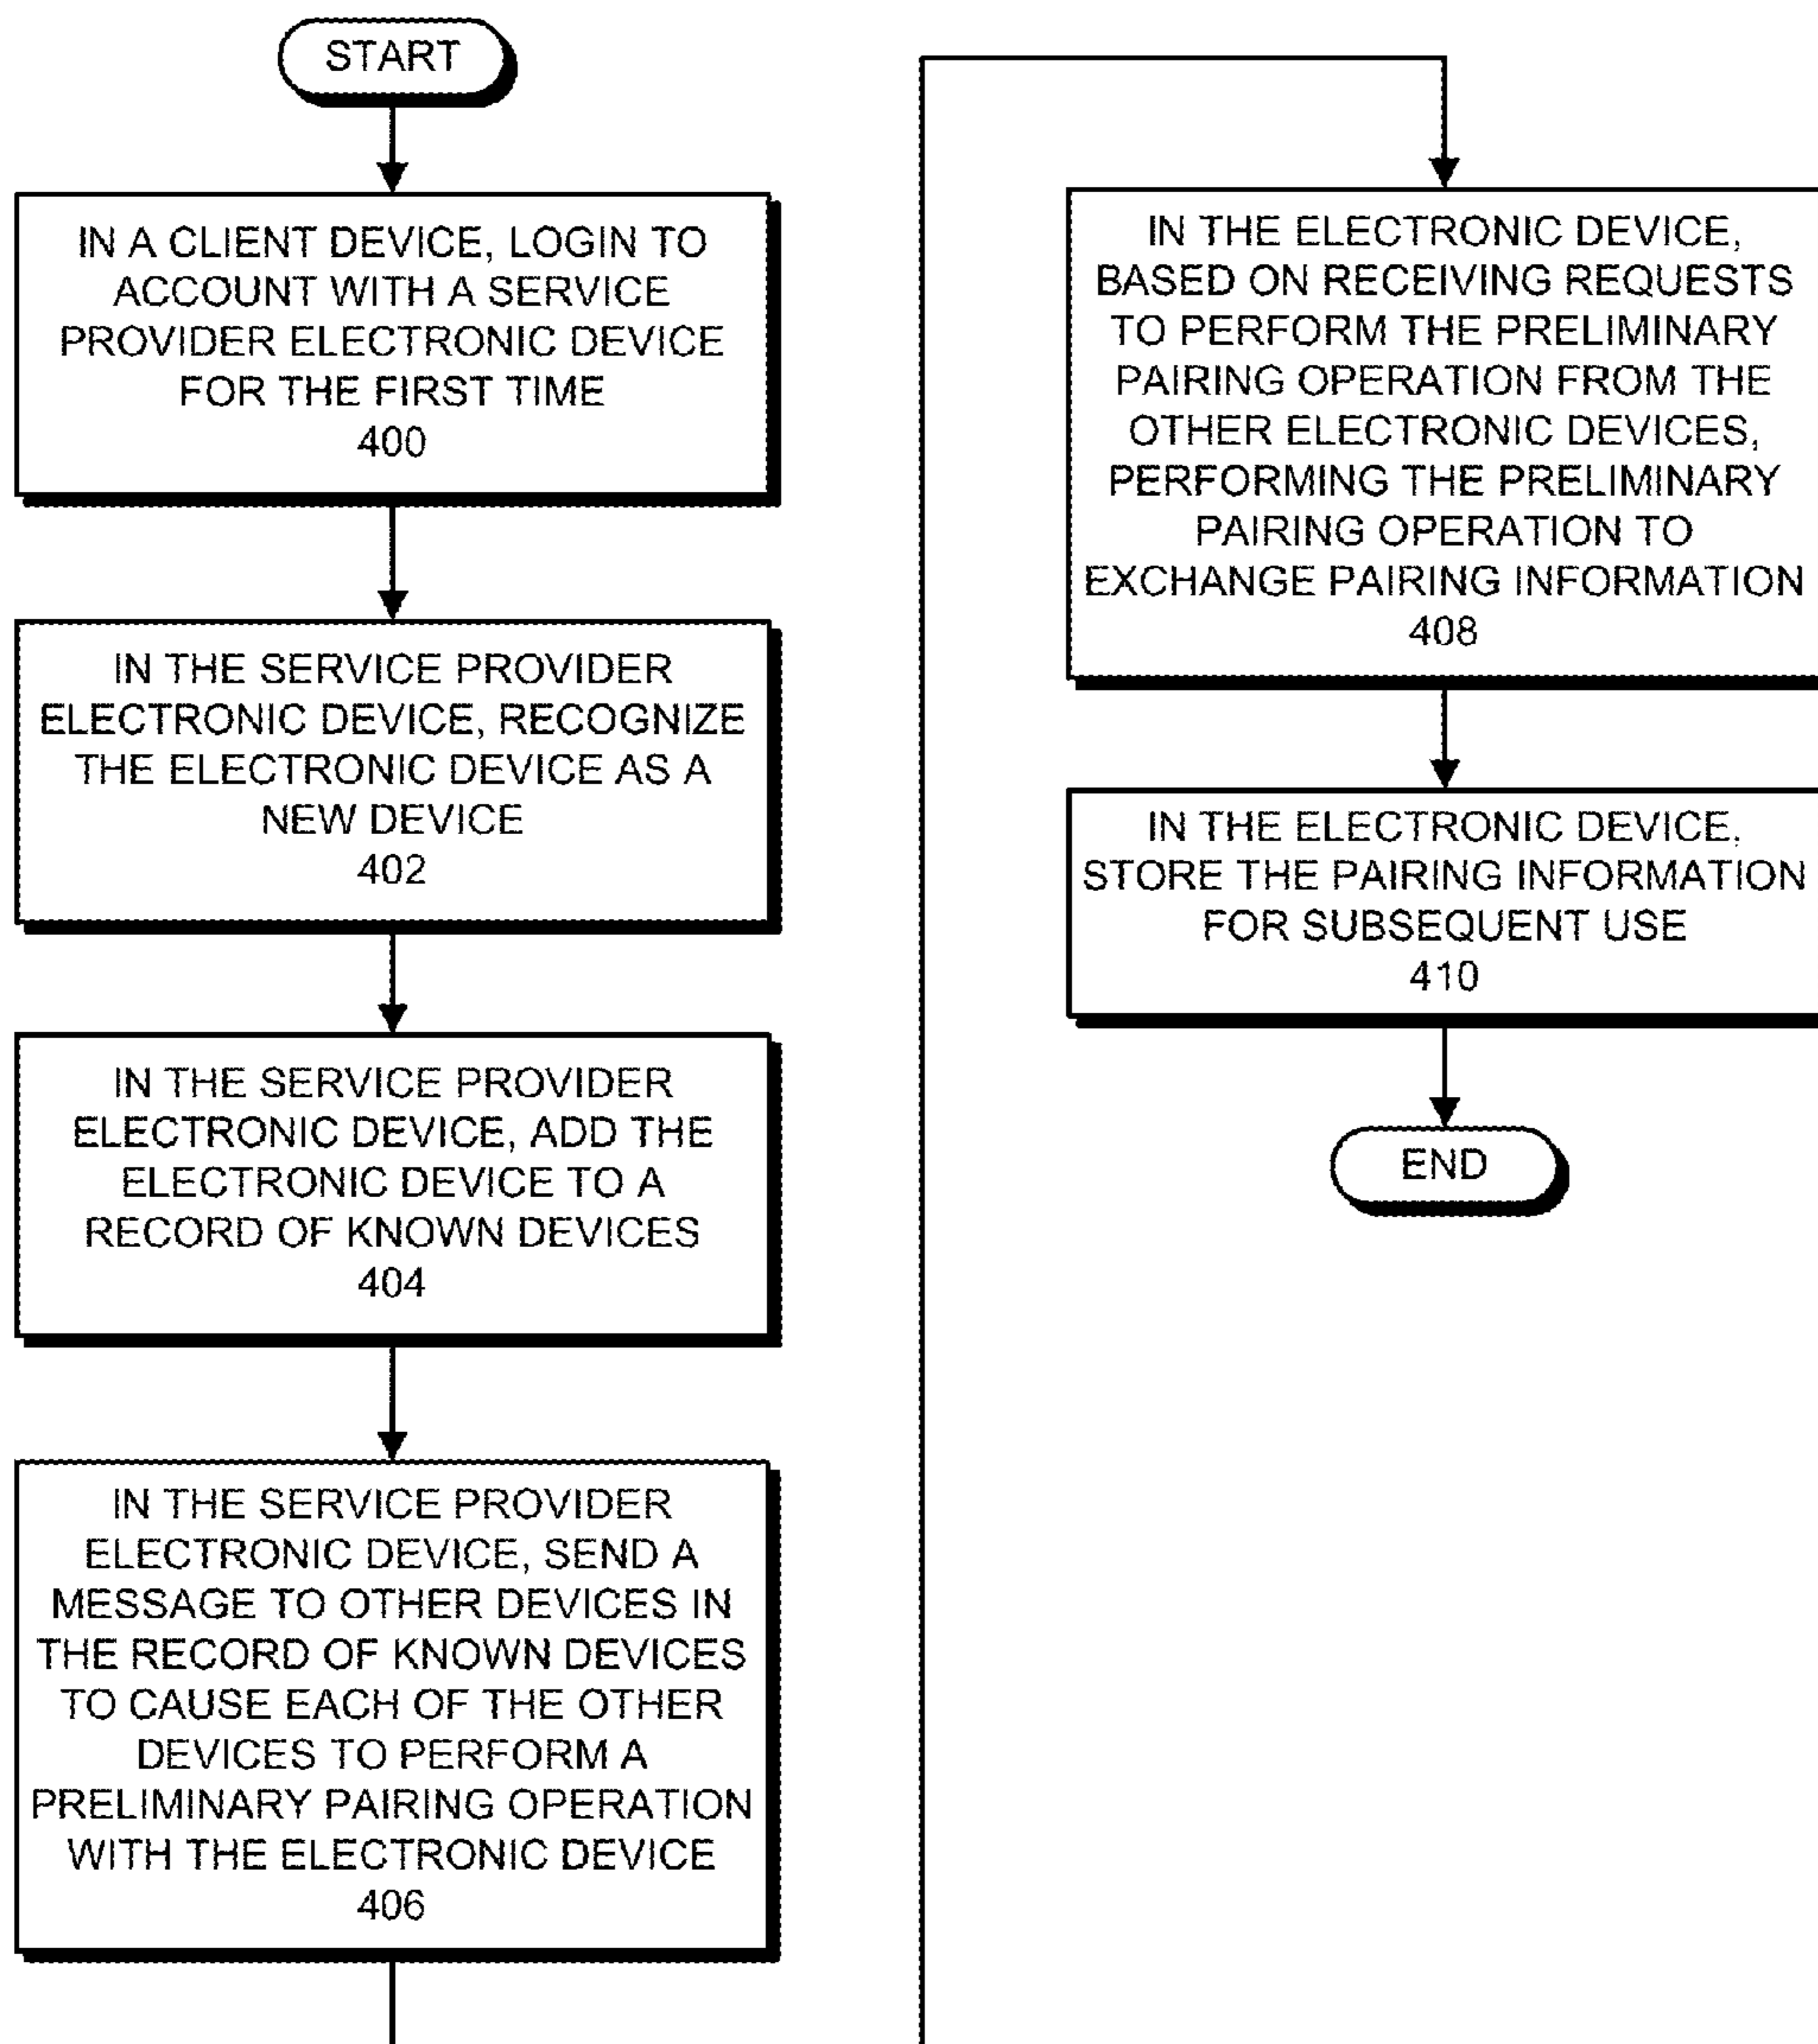 START
IN A CLIENT DEVICE, LOGIN TO
ACCOUNT WITH A SERVICE
PROVIDER ELECTRONIC DEVICE
FOR THE FIRST TIME
400
IN THE SERVICE PROVIDER
ELECTRONIC DEVICE, RECOGNIZE
THE ELECTRONIC DEVICE AS A
NEW DEVICE
402
IN THE SERVICE PROVIDER
ELECTRONIC DEVICE, ADD THE
ELECTRONIC DEVICE TO A
RECORD OF KNOWN DEVICES
404
IN THE SERVICE PROVIDER
ELECTRONIC DEVICE, SEND A
MESSAGE TO OTHER DEVICES IN
THE RECORD OF KNOWN DEVICES
TO CAUSE EACH OF THE OTHER
DEVICES TO PERFORM A
PRELIMINARY PAIRING OPERATION
WITH THE ELECTRONIC DEVICE
406
IN THE ELECTRONIC DEVICE,
BASED ON RECEIVING REQUESTS
TO PERFORM THE PRELIMINARY
PAIRING OPERATION FROM THE
OTHER ELECTRONIC DEVICES,
PERFORMING THE PRELIMINARY
PAIRING OPERATION TO
EXCHANGE PAIRING INFORMATION
408
IN THE ELECTRONIC DEVICE,
STORE THE PAIRING INFORMATION
FOR SUBSEQUENT USE
410
END